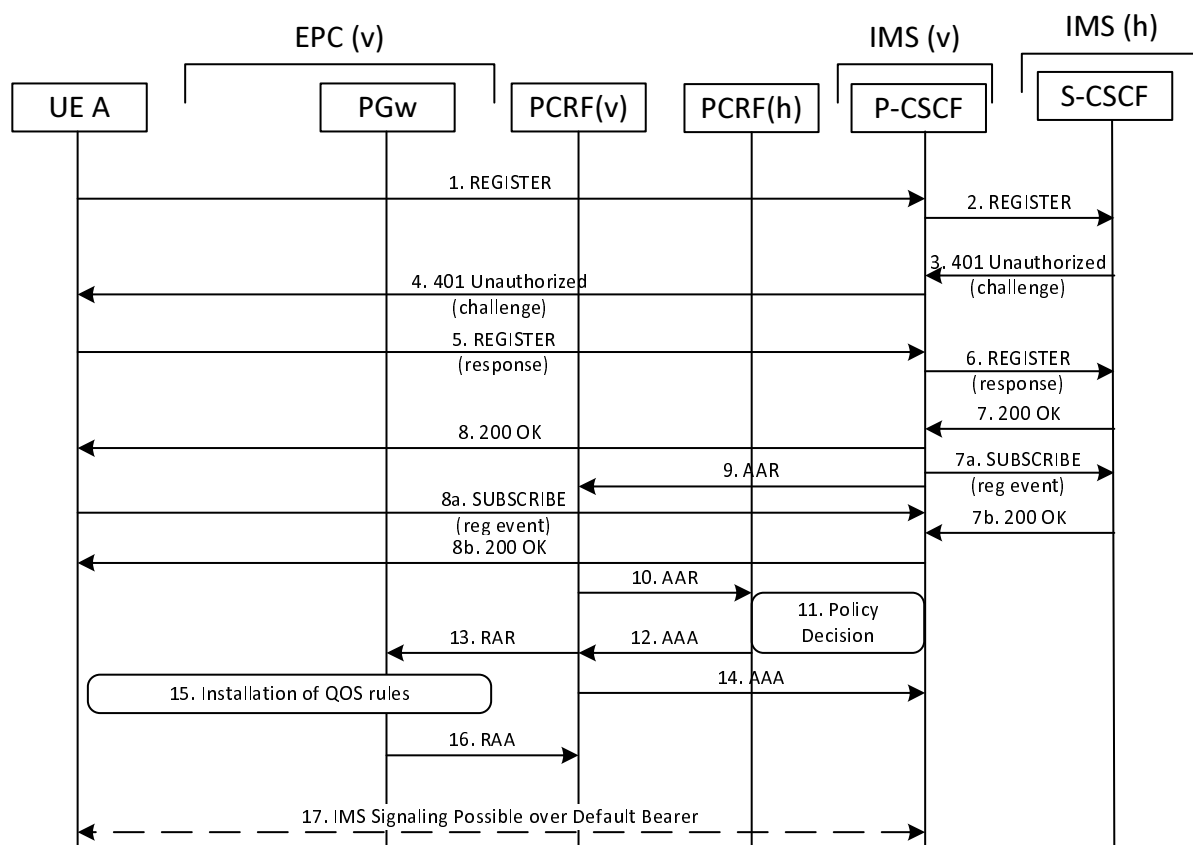 EPC (v)
IMS (v)
IMS (h)
UE A
PGw
PCRF(v)
PCRF(h)
P-CSCF
S-CSCF
1. REGISTER
2. REGISTER
3. 401 Unauthorized
(challenge)
4. 401 Unauthorized
(challenge)
5. REGISTER
(response)
6. REGISTER
(response)
7. 200 OK
8. 200 OK
7a. SUBSCRIBE
(reg event)
9. AAR
8a. SUBSCRIBE
(reg event)
7b. 200 OK
8b. 200 OK
10. AAR
11. Policy
Decision
13. RAR
12. AAA
15. Installation of QOS rules
14. AAA
16. RAA
17. IMS Signaling Possible over Default Bearer